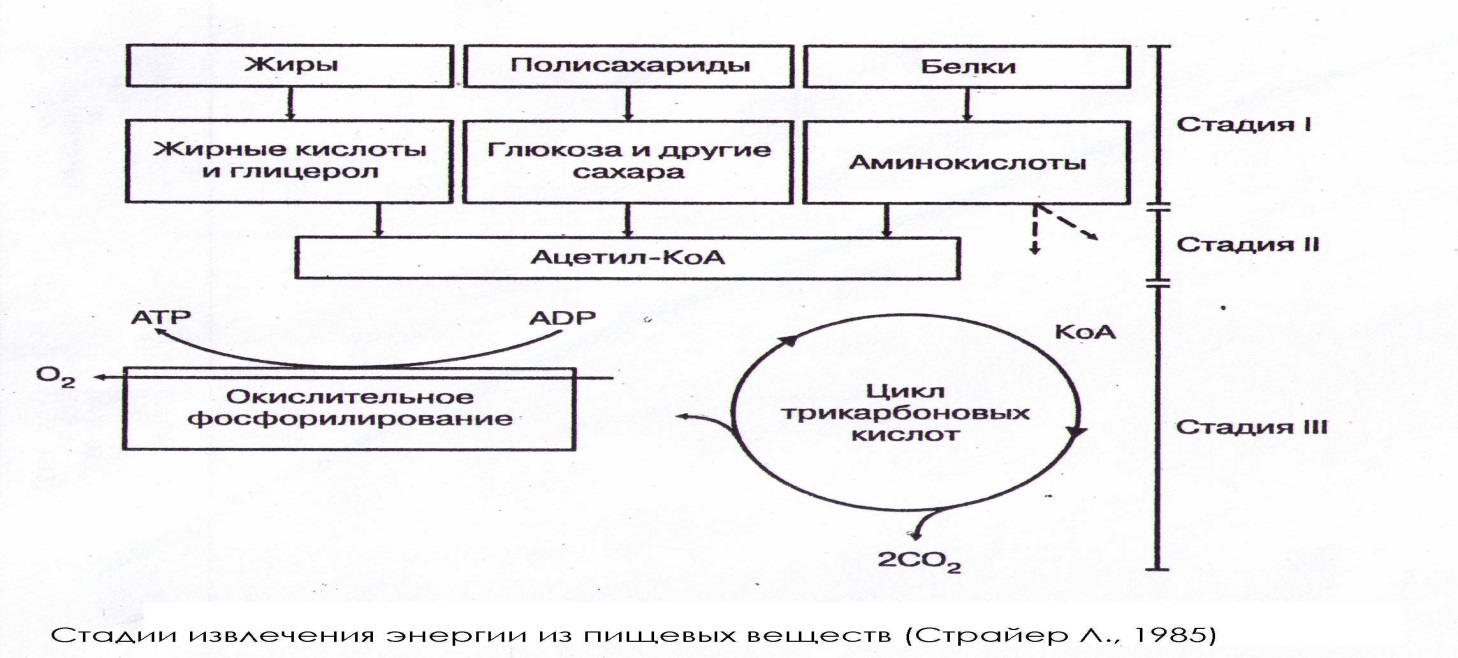 Жиры
Полисахариды
Белки
Стадия I
Жирные кислоты
и глицерол
Глюкоза и другие
сахара
Аминокислоты
Ацетил-КоА
Стадия II
ATP
ADP
КоА
O₂
Окислительное
фосфорилирование
Цикл
трикарбоновых
кислот
Стадия III
2CO₂
Стадии извлечения энергии из пищевых веществ (Страйер Л., 1985)